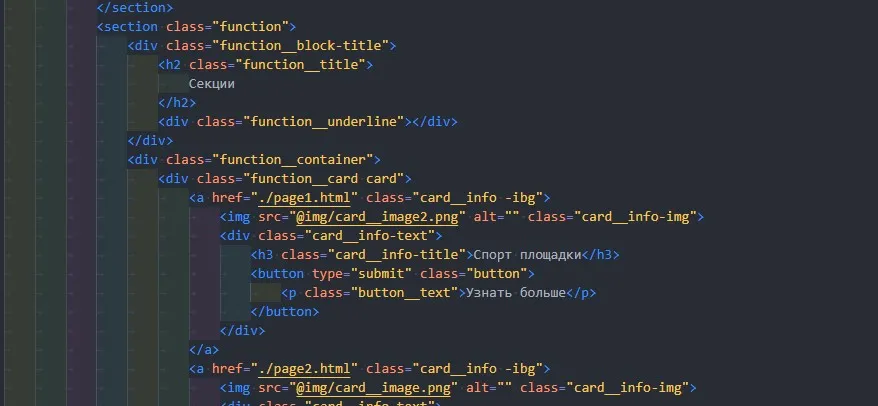 </section>
<section class="function">
<div class="function__block-title">
<h2 class="function__title">
Секции
</h2>
<div class="function__underline"></div>
</div>
<div class="function__container">
<div class="function__card card">
<a href="./page1.html" class="card__info -ibg">
<img src="@img/card__image2.png" alt="" class="card__info-img">
<div class="card__info-text">
<h3 class="card__info-title">Спорт площадки</h3>
<button type="submit" class="button">
<p class="button__text">Узнать больше</p>
</button>
</div>
</a>
<a href="./page2.html" class="card__info -ibg">
<img src="@img/card__image.png" alt="" class="card__info-img">
<div class="card__info-text">